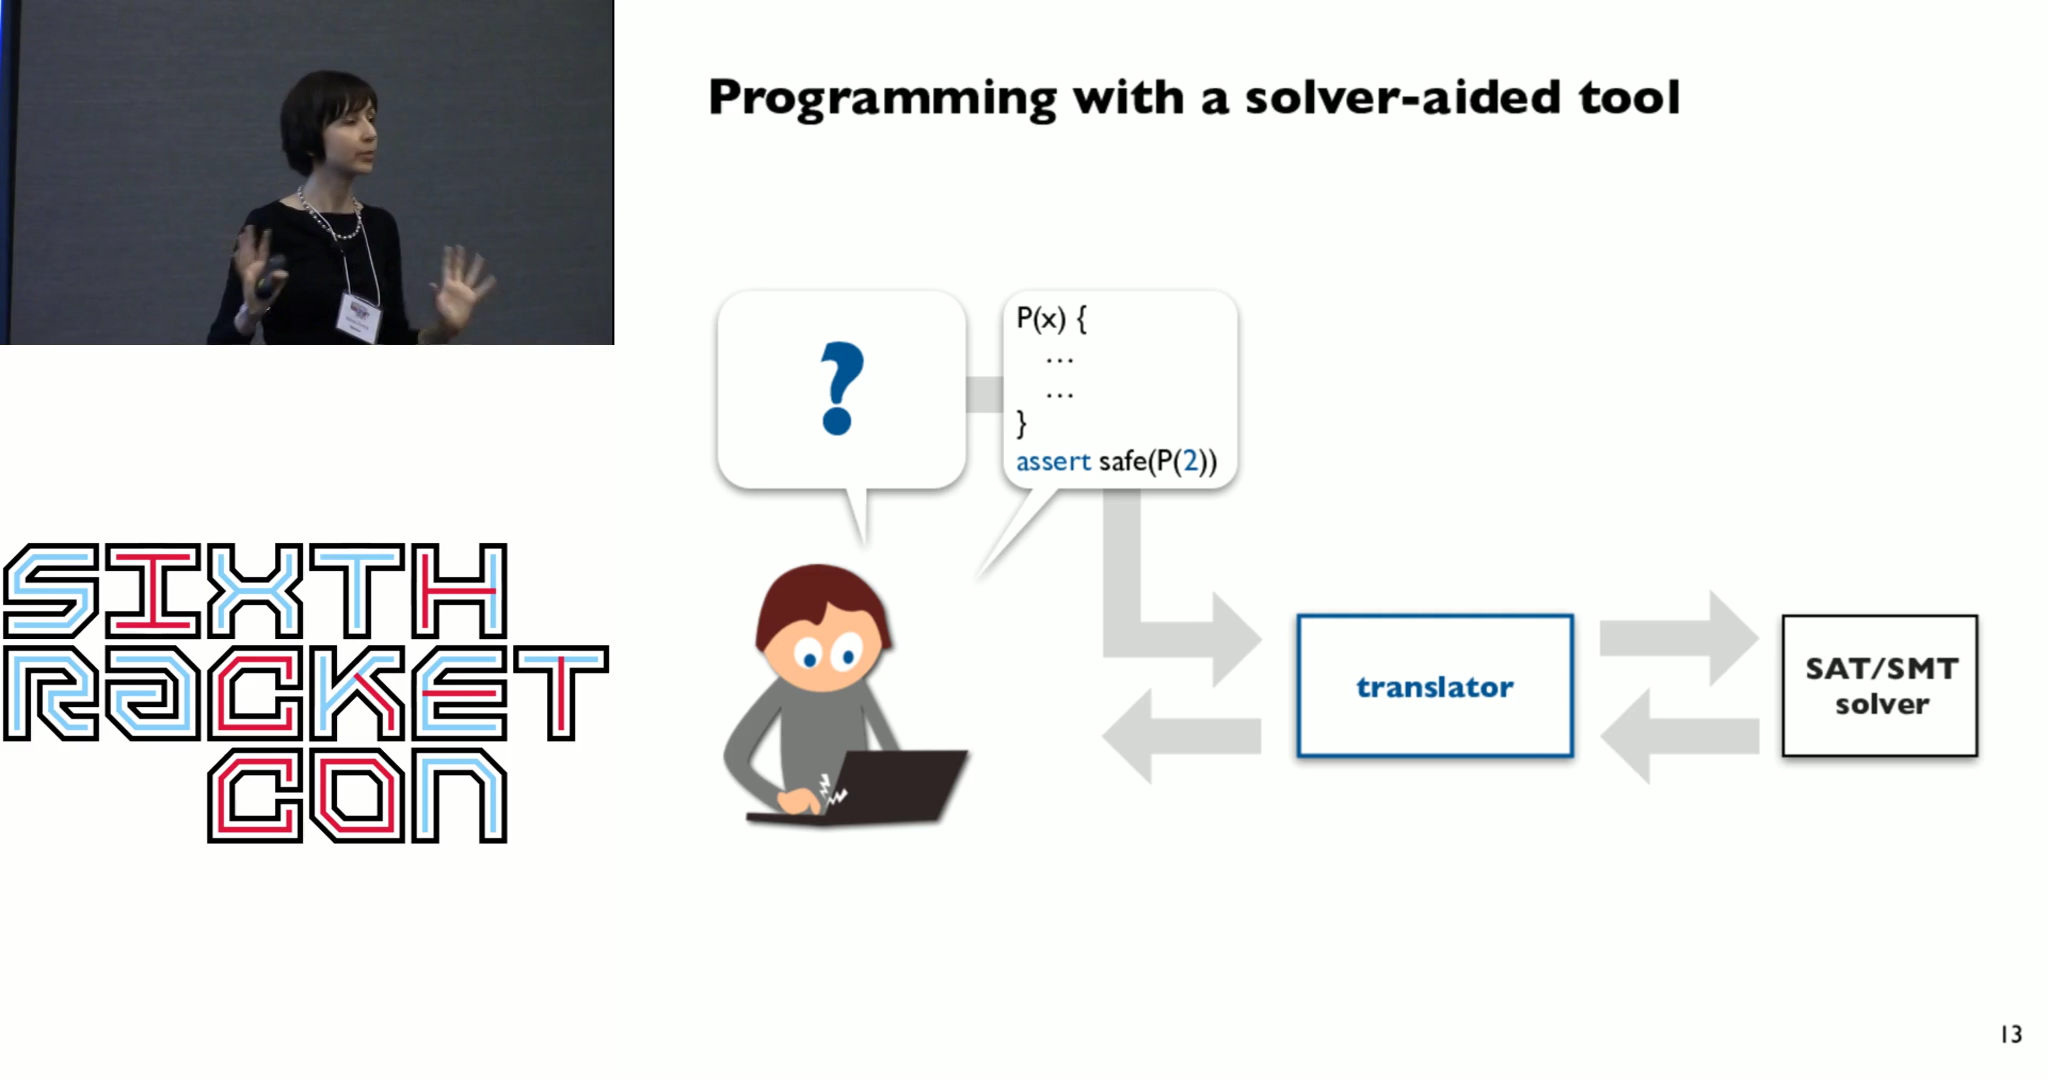 Programming with a solver-aided tool
?
P(x) {
...
...
}
assert safe(P(2))
translator
SAT/SMT
solver
SIXTH
RACKET
CON
13